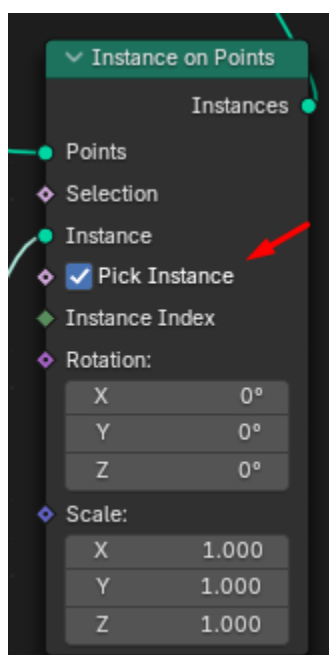 Instance on Points
Instances
Points
Selection
Instance
Pick Instance
Instance Index
Rotation:
X 0°
Y 0°
Z 0°
Scale:
X 1.000
Y 1.000
Z 1.000